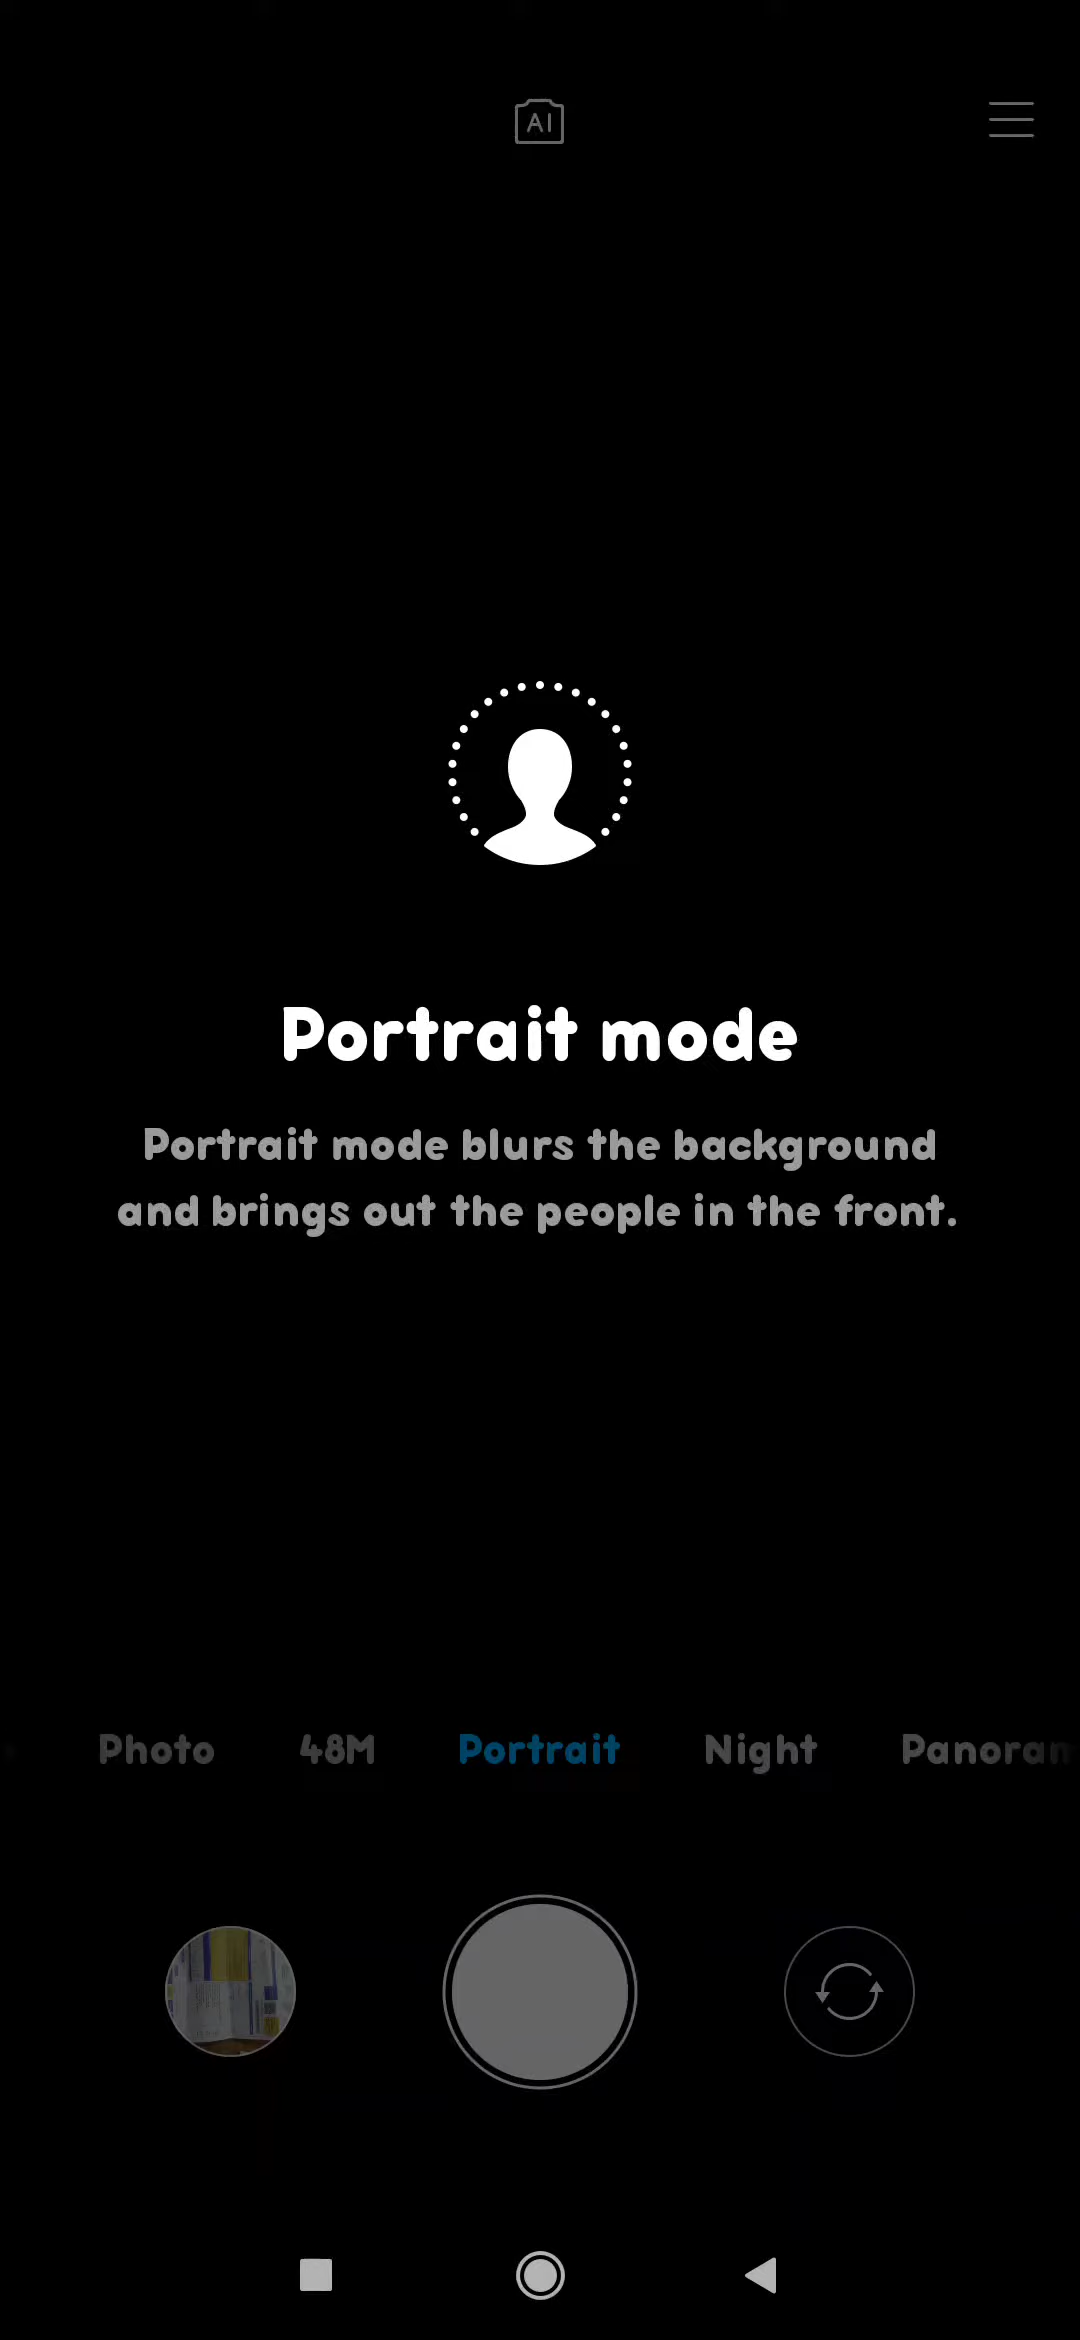 AI
Portrait mode
Portrait mode blurs the background
and brings out the people in the front.
Photo 48M Portrait Night